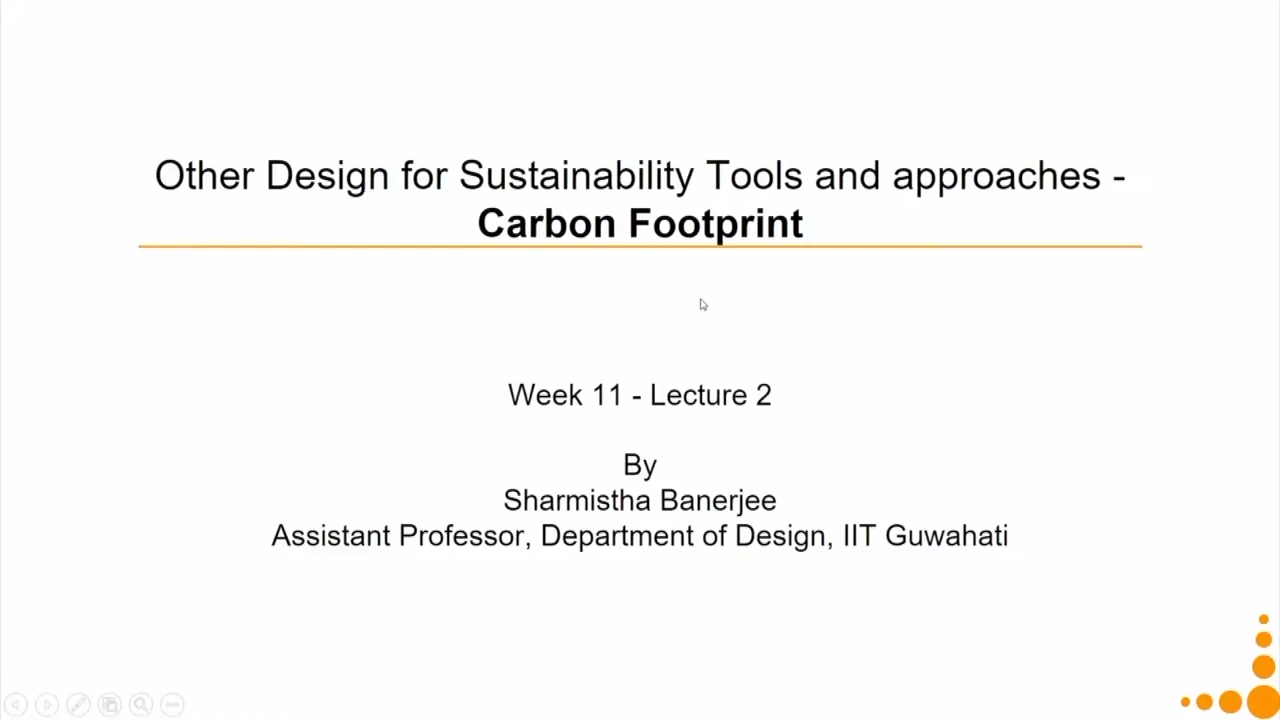 Other Design for Sustainability Tools and approaches -
Carbon Footprint
Week 11 - Lecture 2
By
Sharmistha Banerjee
Assistant Professor, Department of Design, IIT Guwahati